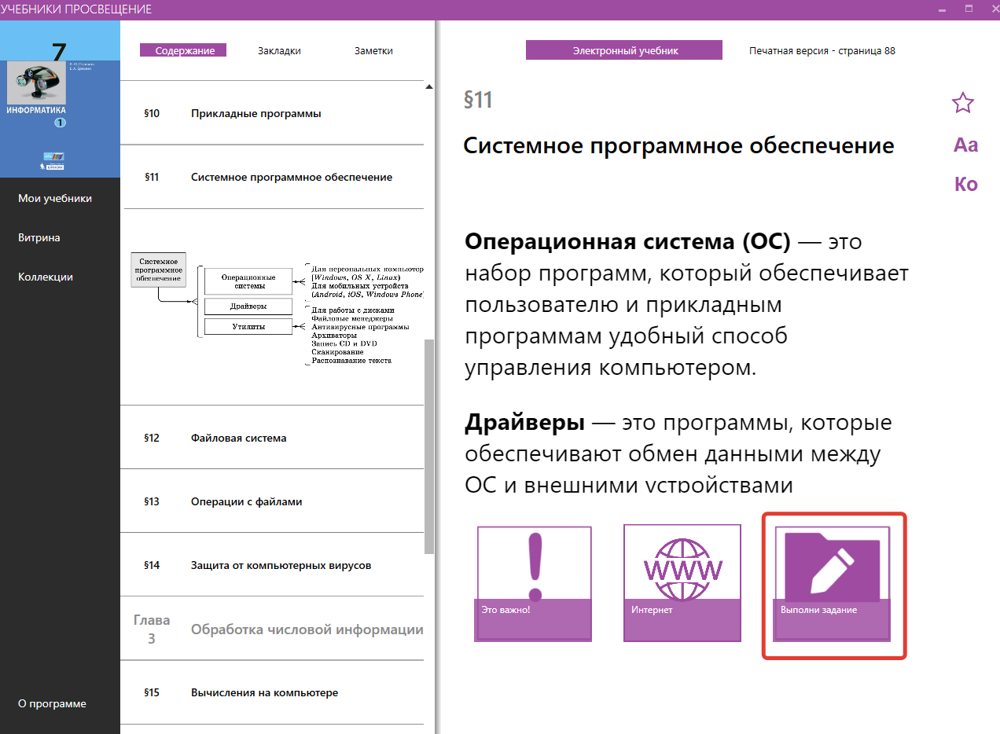 УЧЕБНИКИ ПРОСВЕЩЕНИЕ
7
ИНФОРМАТИКА
1
БИНОМ
Мои учебники
Витрина
Коллекции
О программе
Содержание
Закладки
Заметки
§10
Прикладные программы
§11
Системное программное обеспечение
Системное
программное
обеспечение
Операционные
системы
Драйверы
Утилиты
Для персональных компьютер
(Windows, OS X, Linux)
Для мобильных устройств
(Android, iOS, Windows Phone)
Для работы с дисками
Файловые менеджеры
Антивирусные программы
Архиваторы
Запись CD и DVD
Сканирование
Распознавание текста
§12
Файловая система
§13
Операции с файлами
§14
Защита от компьютерных вирусов
Глава
3
Обработка числовой информации
§15
Вычисления на компьютере
Электронный учебник
Печатная версия - страница 88
§11
Системное программное обеспечение
Aa
Ко
Операционная система (ОС) — это
набор программ, который обеспечивает
пользователю и прикладным
программам удобный способ
управления компьютером.
Драйверы — это программы, которые
обеспечивают обмен данными между
ОС и внешними устройствами
Это важно!
WWW
Интернет
Выполни задание